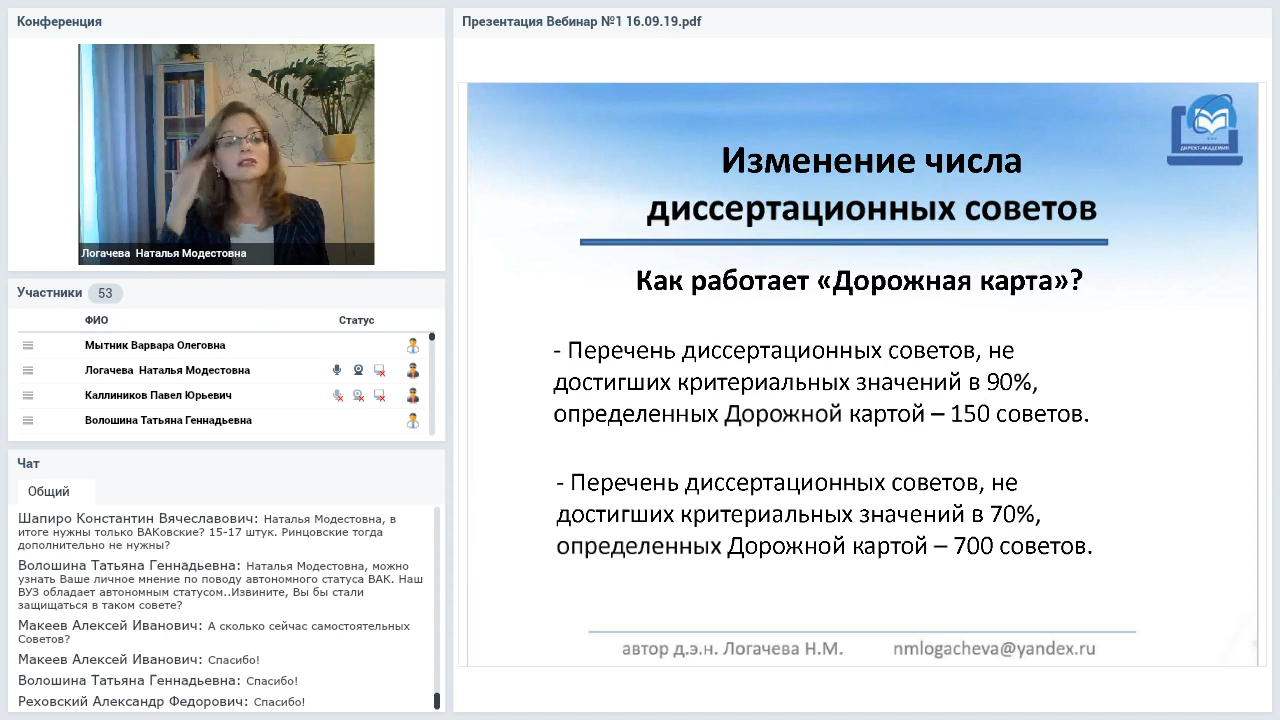 Конференция
Логачева  Наталья Модестовна
Участники 53
ФИО Статус
Мытник Варвара Олеговна
Логачева  Наталья Модестовна
Каллиников Павел Юрьевич
Волошина Татьяна Геннадьевна
Чат
Общий
Шапиро Константин Вячеславович: Наталья Модестовна, в
итоге нужны только ВАКовские? 15-17 штук. Ринцовские тогда
дополнительно не нужны?
Волошина Татьяна Геннадьевна: Наталья Модестовна, можно
узнать Ваше личное мнение по поводу автономного статуса ВАК. Наш
ВУЗ обладает автономным статусом..Извините, Вы бы стали
защищаться в таком совете?
Макеев Алексей Иванович: А сколько сейчас самостоятельных
Советов?
Макеев Алексей Иванович: Спасибо!
Волошина Татьяна Геннадьевна: Спасибо!
Реховский Александр Федорович: Спасибо!
Презентация Вебинар №1 16.09.19.pdf
ДИРЕКТ-АКАДЕМИЯ
Изменение числа
диссертационных советов
Как работает «Дорожная карта»?
- Перечень диссертационных советов, не
достигших критериальных значений в 90%,
определенных Дорожной картой – 150 советов.
- Перечень диссертационных советов, не
достигших критериальных значений в 70%,
определенных Дорожной картой – 700 советов.
автор д.э.н. Логачева Н.М. nmlogacheva@yandex.ru